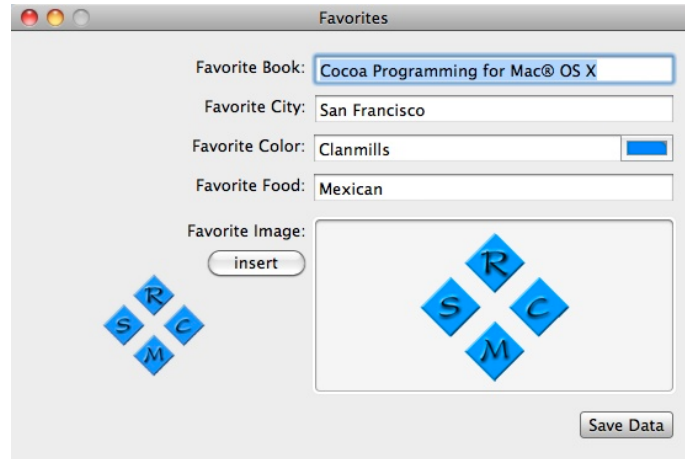 Favorites
Favorite Book: Cocoa Programming for Mac® OS X
Favorite City: San Francisco
Favorite Color: Clanmills
Favorite Food: Mexican
Favorite Image:
insert
R
S C
M
R
S C
M
Save Data